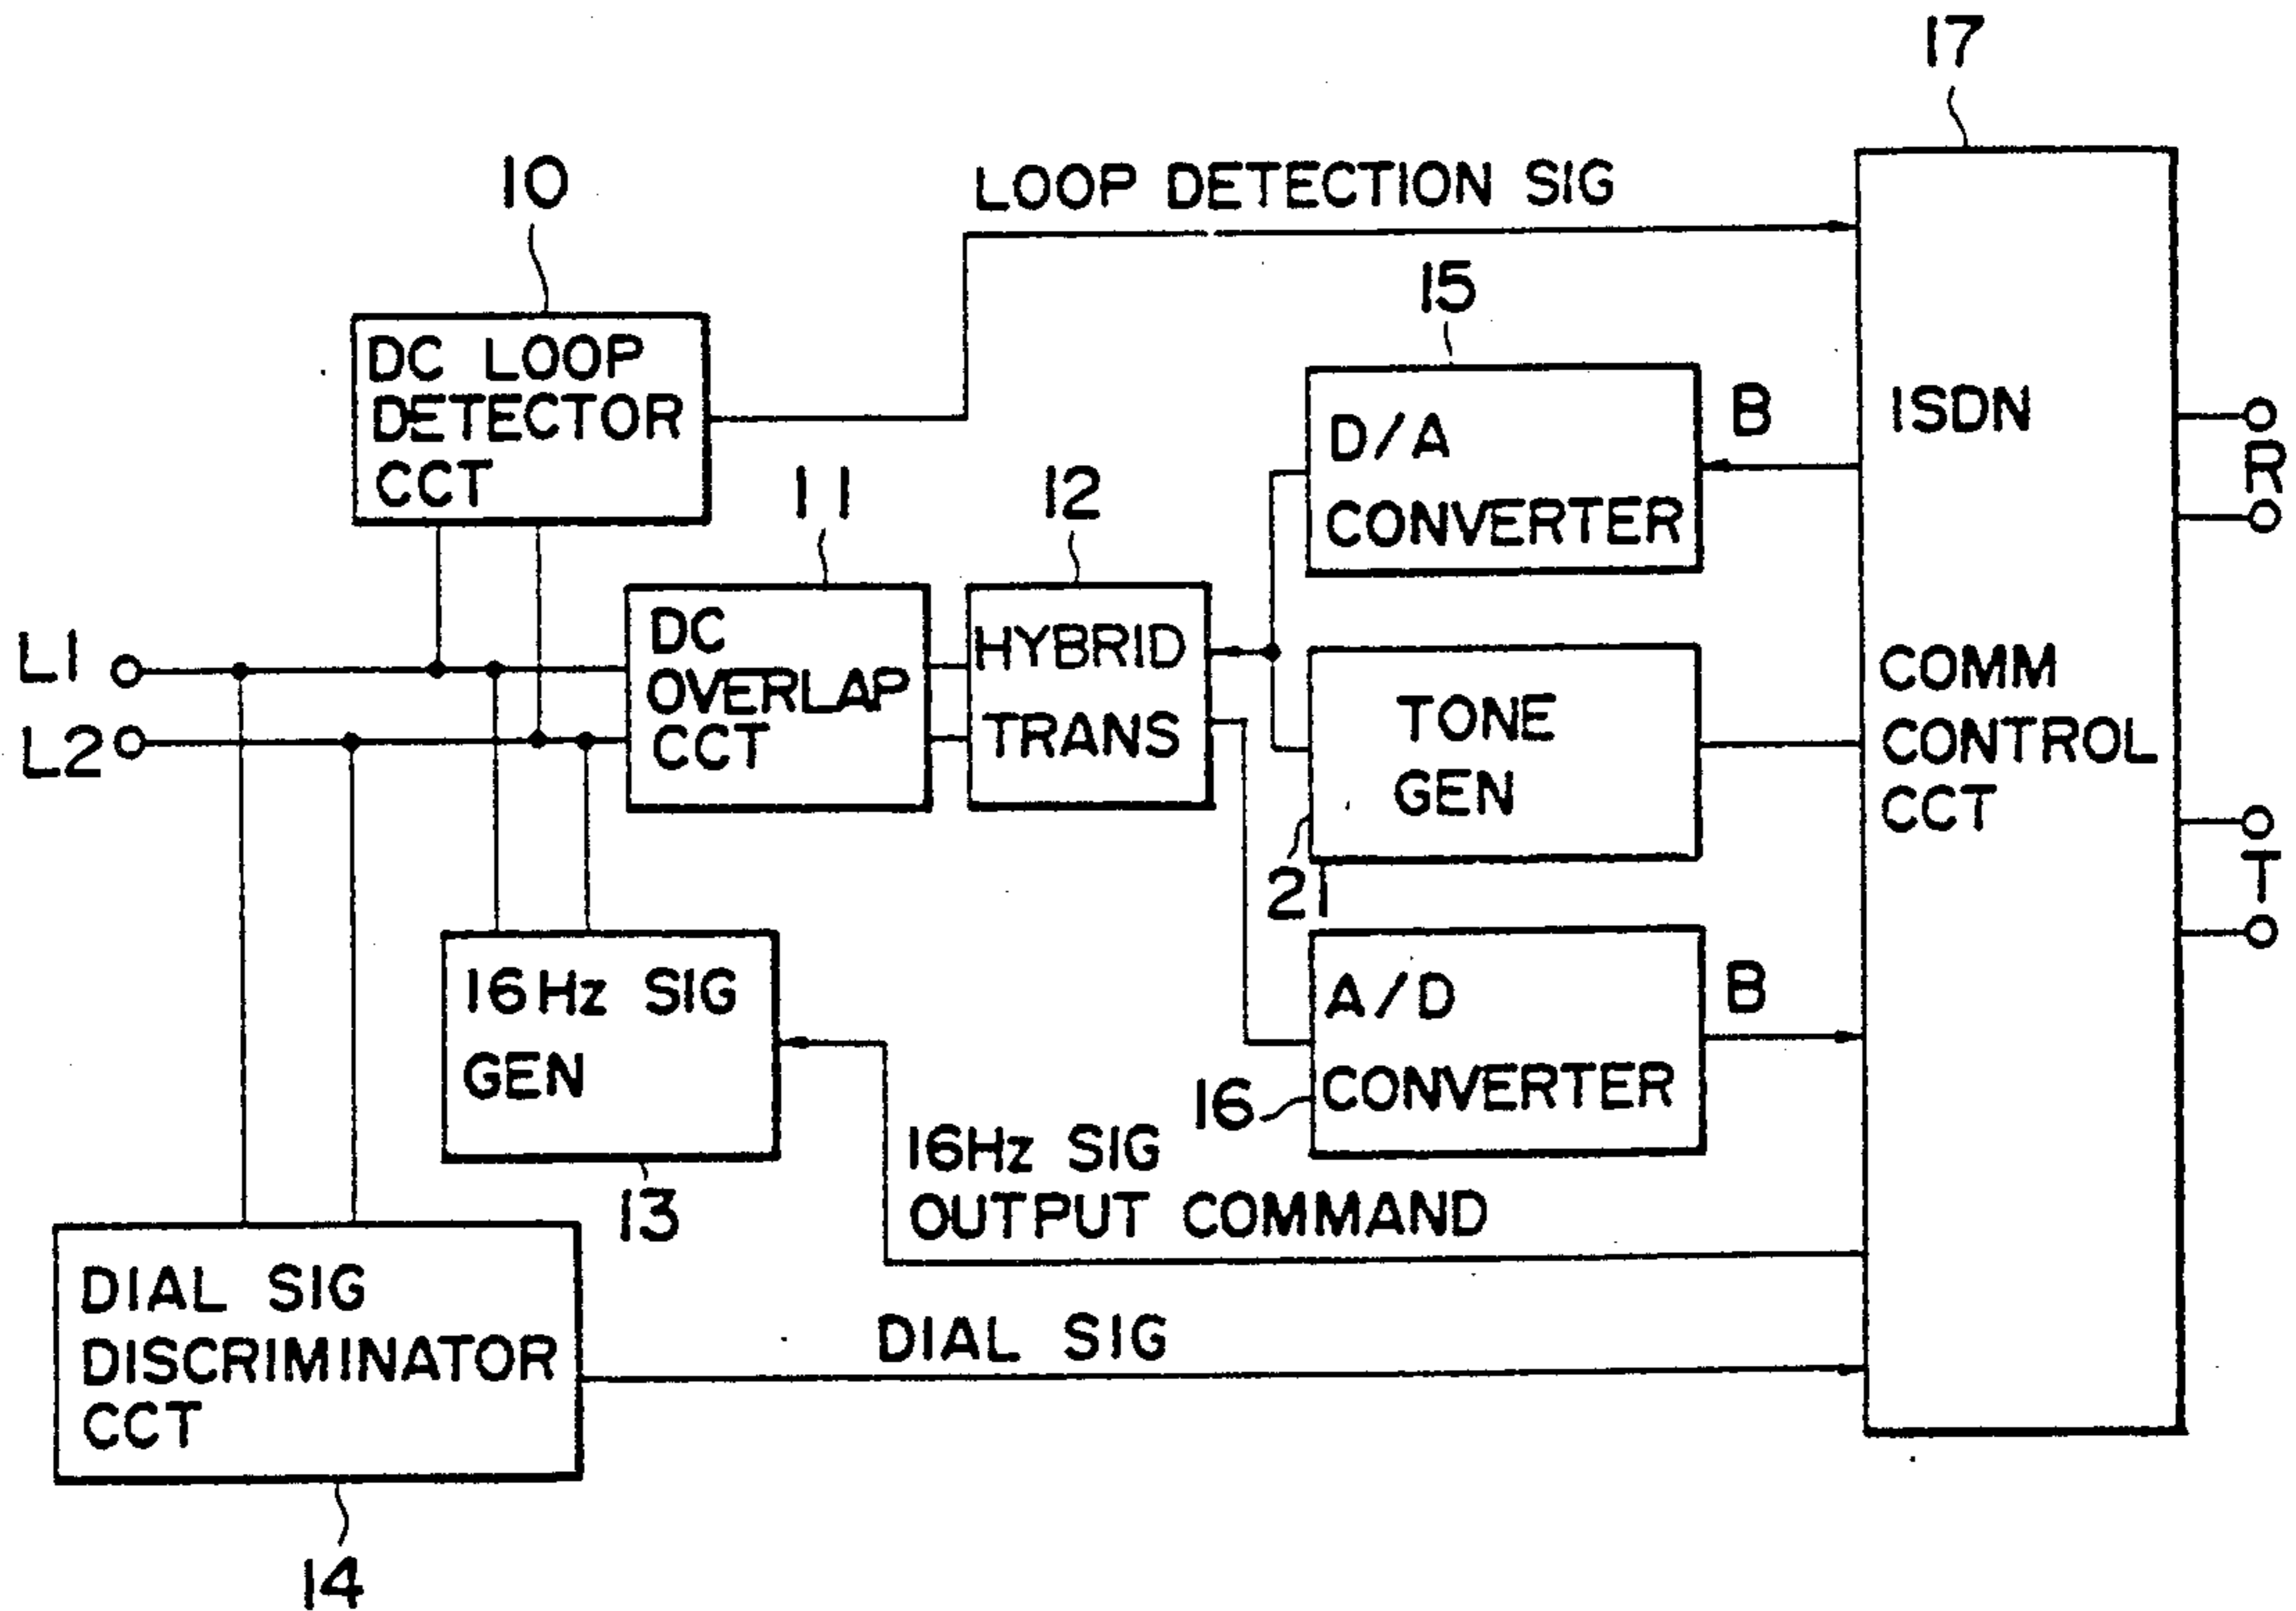 17
10
LOOP DETECTION SIG
15
DC LOOP
DETECTOR
CCT
D/A
CONVERTER
B
ISDN
R
11
12
L1
L2
DC
OVERLAP
CCT
HYBRID
TRANS
TONE
GEN
21
COMM
CONTROL
CCT
T
16Hz SIG
GEN
13
A/D
CONVERTER
B
16
16Hz SIG
OUTPUT COMMAND
DIAL SIG
DISCRIMINATOR
CCT
DIAL SIG
14